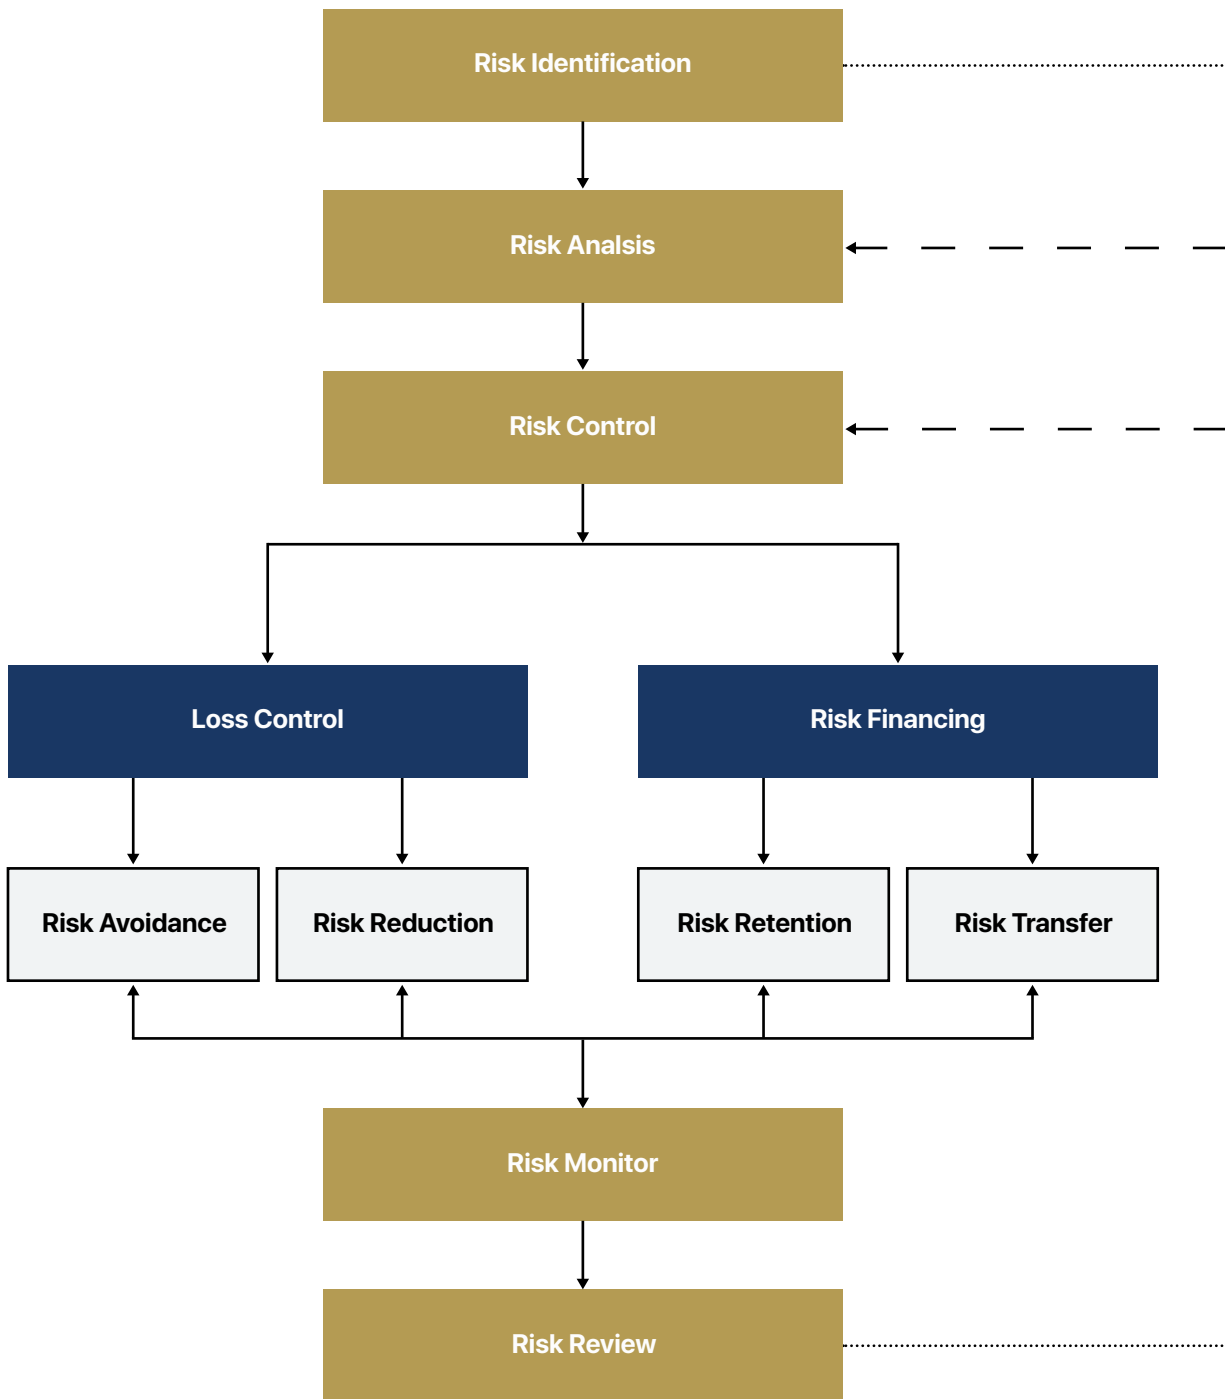 Risk Identification
Risk Analsis
Risk Control
Loss Control
Risk Financing
Risk Avoidance
Risk Reduction
Risk Retention
Risk Transfer
Risk Monitor
Risk Review